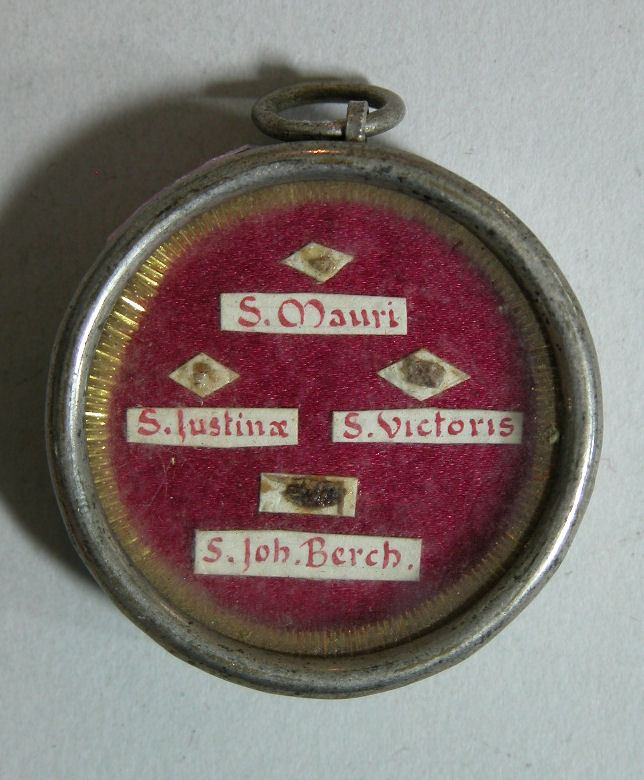 S. Mauri
S. Justinæ
S. Victoris
S. Joh. Berch.